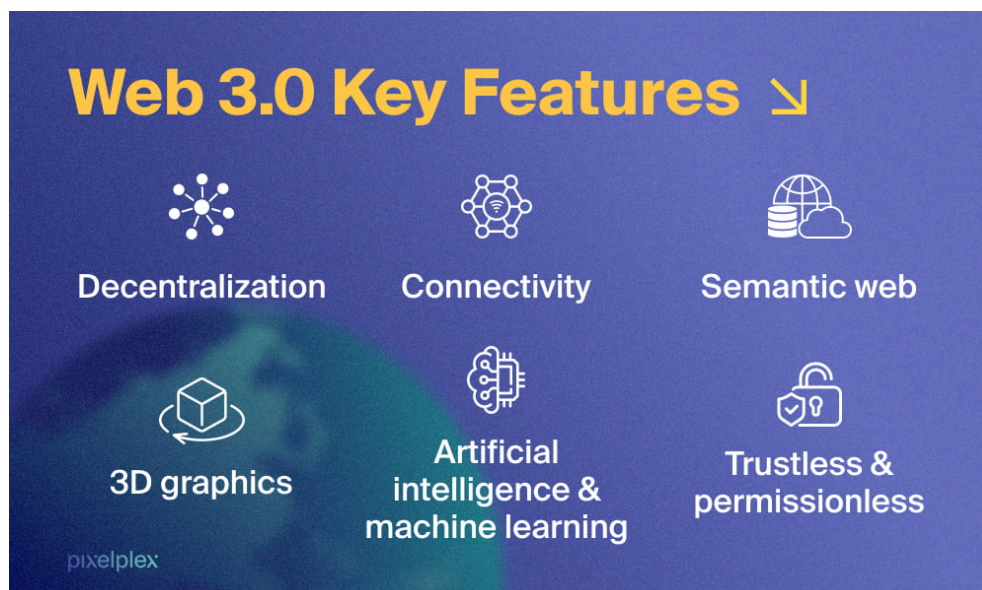 Web 3.0 Key Features
Decentralization
Connectivity
Semantic web
3D graphics
Artificial
intelligence &
machine learning
Trustless &
permissionless
pixelplex